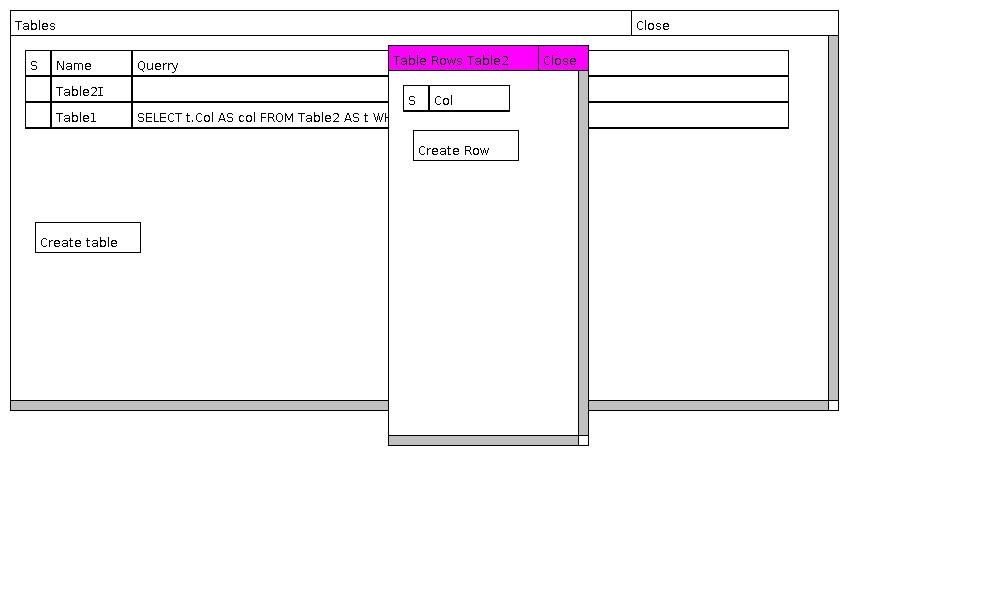 Tables Close
S Name Querry
Table2I
Table1 SELECT t.Col AS col FROM Table2 AS t WH
Create table
Table Rows Table2 Close
S Col
Create Row